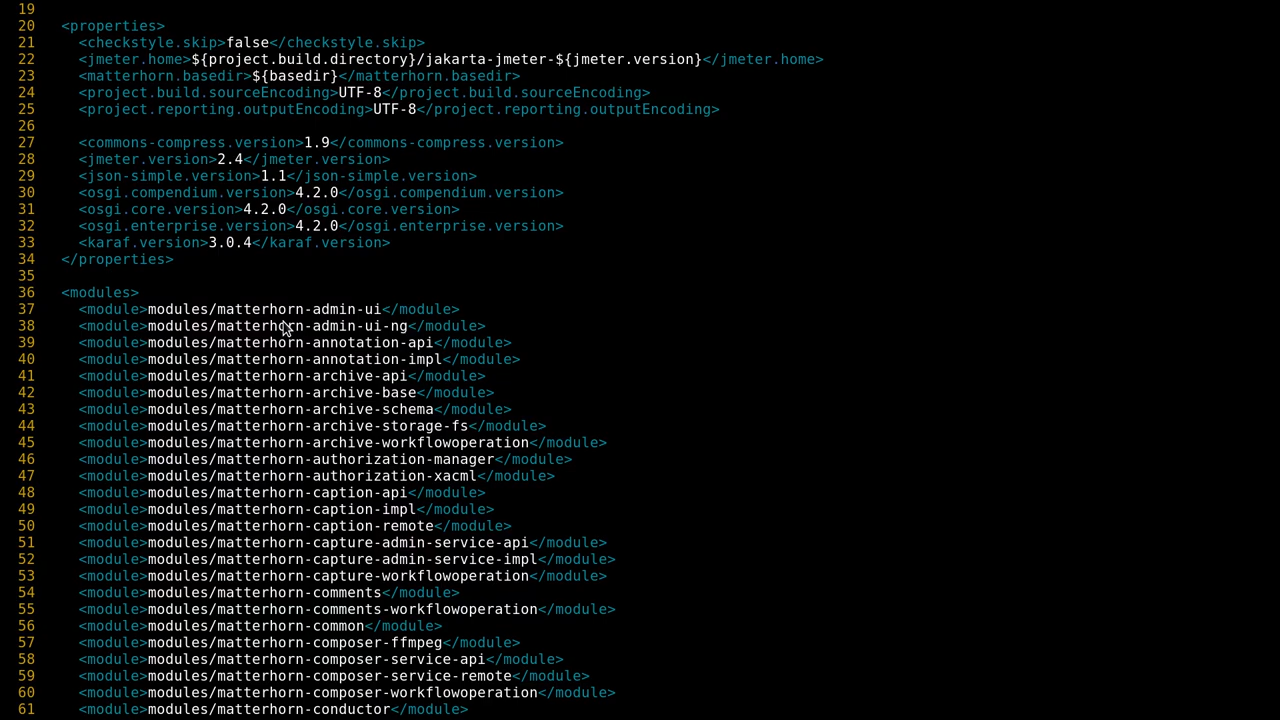 19
20   <properties>
21     <checkstyle.skip>false</checkstyle.skip>
22     <jmeter.home>${project.build.directory}/jakarta-jmeter-${jmeter.version}</jmeter.home>
23     <matterhorn.basedir>${basedir}</matterhorn.basedir>
24     <project.build.sourceEncoding>UTF-8</project.build.sourceEncoding>
25     <project.reporting.outputEncoding>UTF-8</project.reporting.outputEncoding>
26
27     <commons-compress.version>1.9</commons-compress.version>
28     <jmeter.version>2.4</jmeter.version>
29     <json-simple.version>1.1</json-simple.version>
30     <osgi.compendium.version>4.2.0</osgi.compendium.version>
31     <osgi.core.version>4.2.0</osgi.core.version>
32     <osgi.enterprise.version>4.2.0</osgi.enterprise.version>
33     <karaf.version>3.0.4</karaf.version>
34   </properties>
35
36   <modules>
37     <module>modules/matterhorn-admin-ui</module>
38     <module>modules/matterhorn-admin-ui-ng</module>
39     <module>modules/matterhorn-annotation-api</module>
40     <module>modules/matterhorn-annotation-impl</module>
41     <module>modules/matterhorn-archive-api</module>
42     <module>modules/matterhorn-archive-base</module>
43     <module>modules/matterhorn-archive-schema</module>
44     <module>modules/matterhorn-archive-storage-fs</module>
45     <module>modules/matterhorn-archive-workflowoperation</module>
46     <module>modules/matterhorn-authorization-manager</module>
47     <module>modules/matterhorn-authorization-xacml</module>
48     <module>modules/matterhorn-caption-api</module>
49     <module>modules/matterhorn-caption-impl</module>
50     <module>modules/matterhorn-caption-remote</module>
51     <module>modules/matterhorn-capture-admin-service-api</module>
52     <module>modules/matterhorn-capture-admin-service-impl</module>
53     <module>modules/matterhorn-capture-workflowoperation</module>
54     <module>modules/matterhorn-comments</module>
55     <module>modules/matterhorn-comments-workflowoperation</module>
56     <module>modules/matterhorn-common</module>
57     <module>modules/matterhorn-composer-ffmpeg</module>
58     <module>modules/matterhorn-composer-service-api</module>
59     <module>modules/matterhorn-composer-service-remote</module>
60     <module>modules/matterhorn-composer-workflowoperation</module>
61     <module>modules/matterhorn-conductor</module>